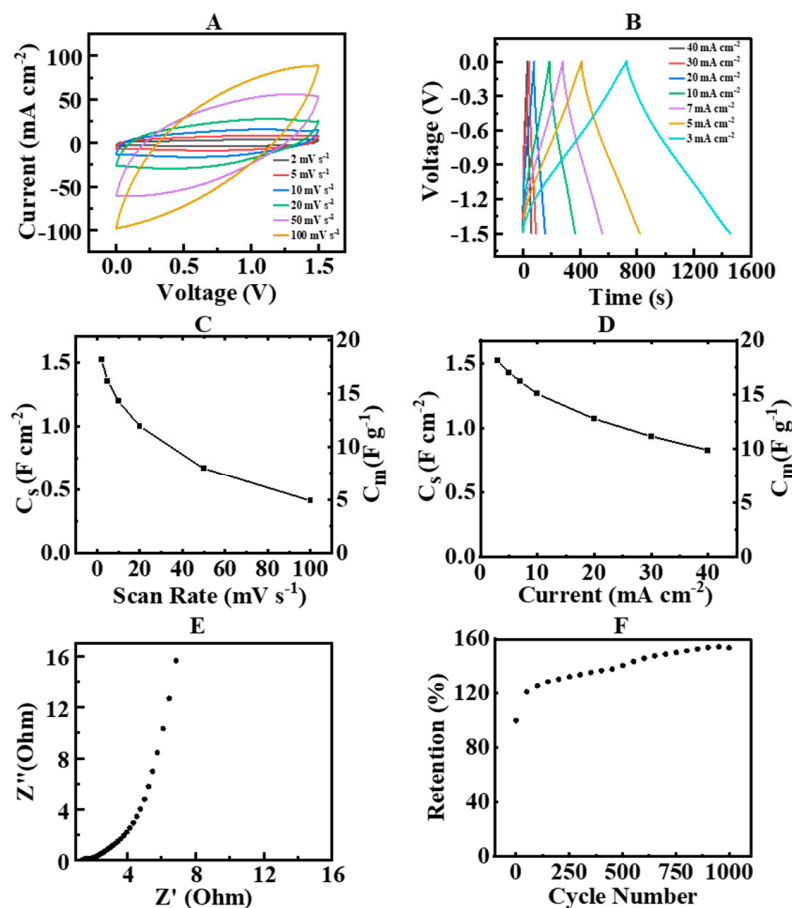 A
100
50
0
-50
-100
Current (mA cm⁻²)
2 mV s⁻¹
5 mV s⁻¹
10 mV s⁻¹
20 mV s⁻¹
50 mV s⁻¹
100 mV s⁻¹
0.0 0.5 1.0 1.5
Voltage (V)
B
0.0
-0.3
-0.6
-0.9
-1.2
-1.5
Voltage (V)
40 mA cm⁻²
30 mA cm⁻²
20 mA cm⁻²
10 mA cm⁻²
7 mA cm⁻²
5 mA cm⁻²
3 mA cm⁻²
0 400 800 1200 1600
Time (s)
C
1.5
1.0
0.5
0.0
Cₛ(F cm⁻²)
20
15
10
5
0
Cₘ(F g⁻¹)
0 20 40 60 80 100
Scan Rate (mV s⁻¹)
D
1.5
1.0
0.5
0.0
Cₛ(F cm⁻²)
20
15
10
5
0
Cₘ(F g⁻¹)
0 10 20 30 40
Current (mA cm⁻²)
E
16
12
8
4
0
Z''(Ohm)
4 8 12 16
Z' (Ohm)
F
160
120
80
40
0
Retention (%)
0 250 500 750 1000
Cycle Number